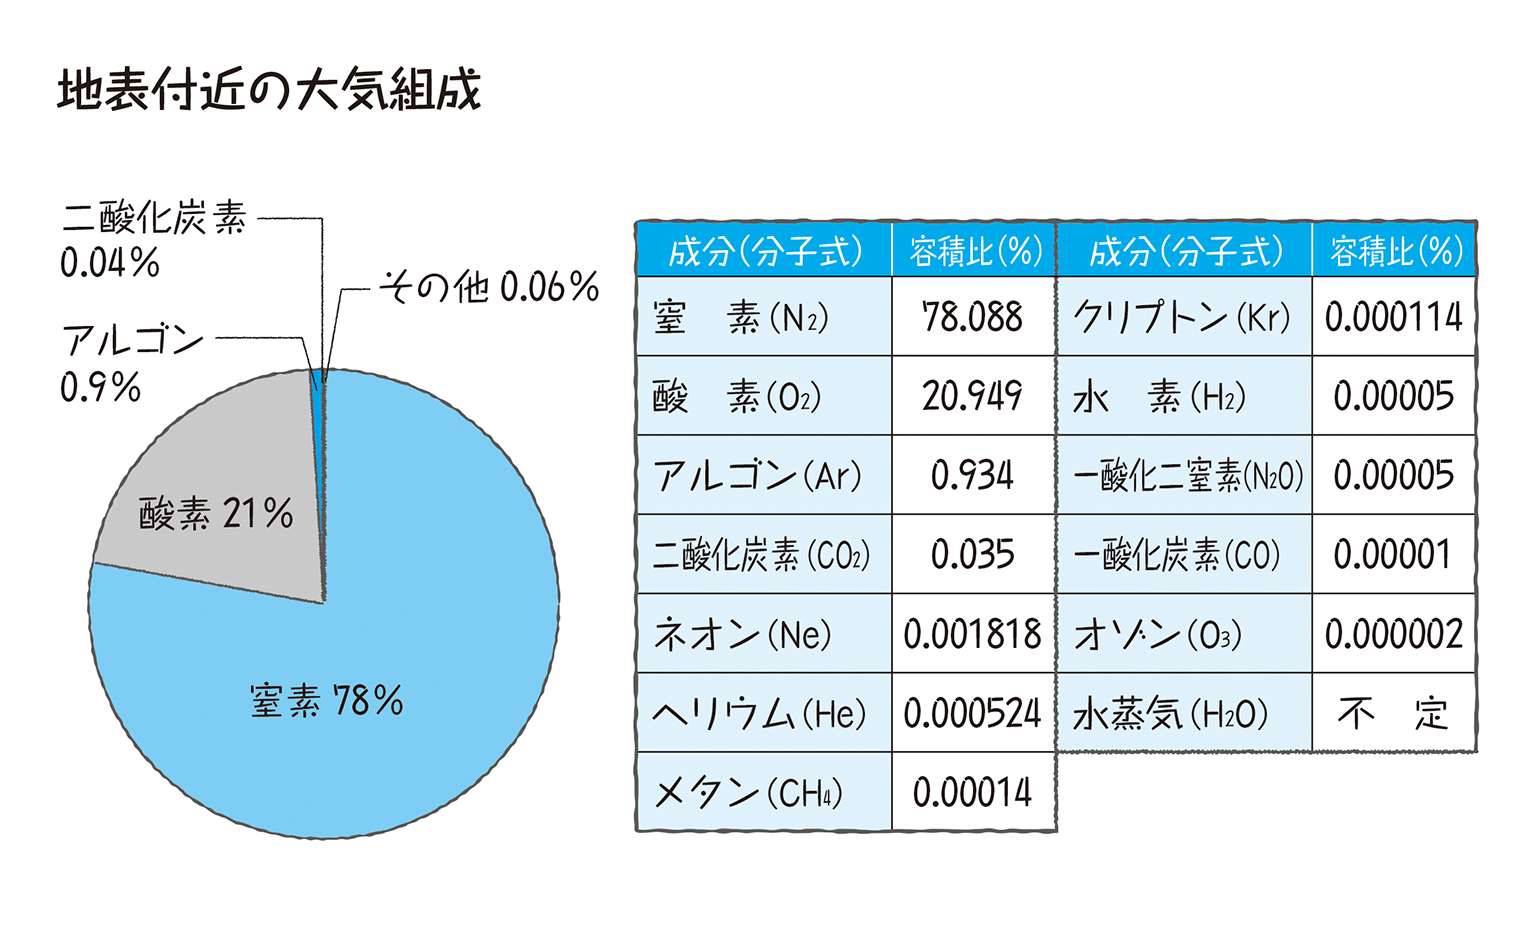 地表付近の大気組成
二酸化炭素
0.04%
その他 0.06%
アルゴン
0.9%
酸素 21%
窒素 78%
成分(分子式) 容積比(%) 成分(分子式) 容積比(%)
窒 素(N2) 78.088 クリプトン(Kr) 0.000114
酸 素(O2) 20.949 水 素(H2) 0.00005
アルゴン(Ar) 0.934 一酸化二窒素(N2O) 0.00005
二酸化炭素(CO2) 0.035 一酸化炭素(CO) 0.00001
ネオン(Ne) 0.001818 オゾン(O3) 0.000002
ヘリウム(He) 0.000524 水蒸気(H2O) 不 定
メタン(CH4) 0.00014